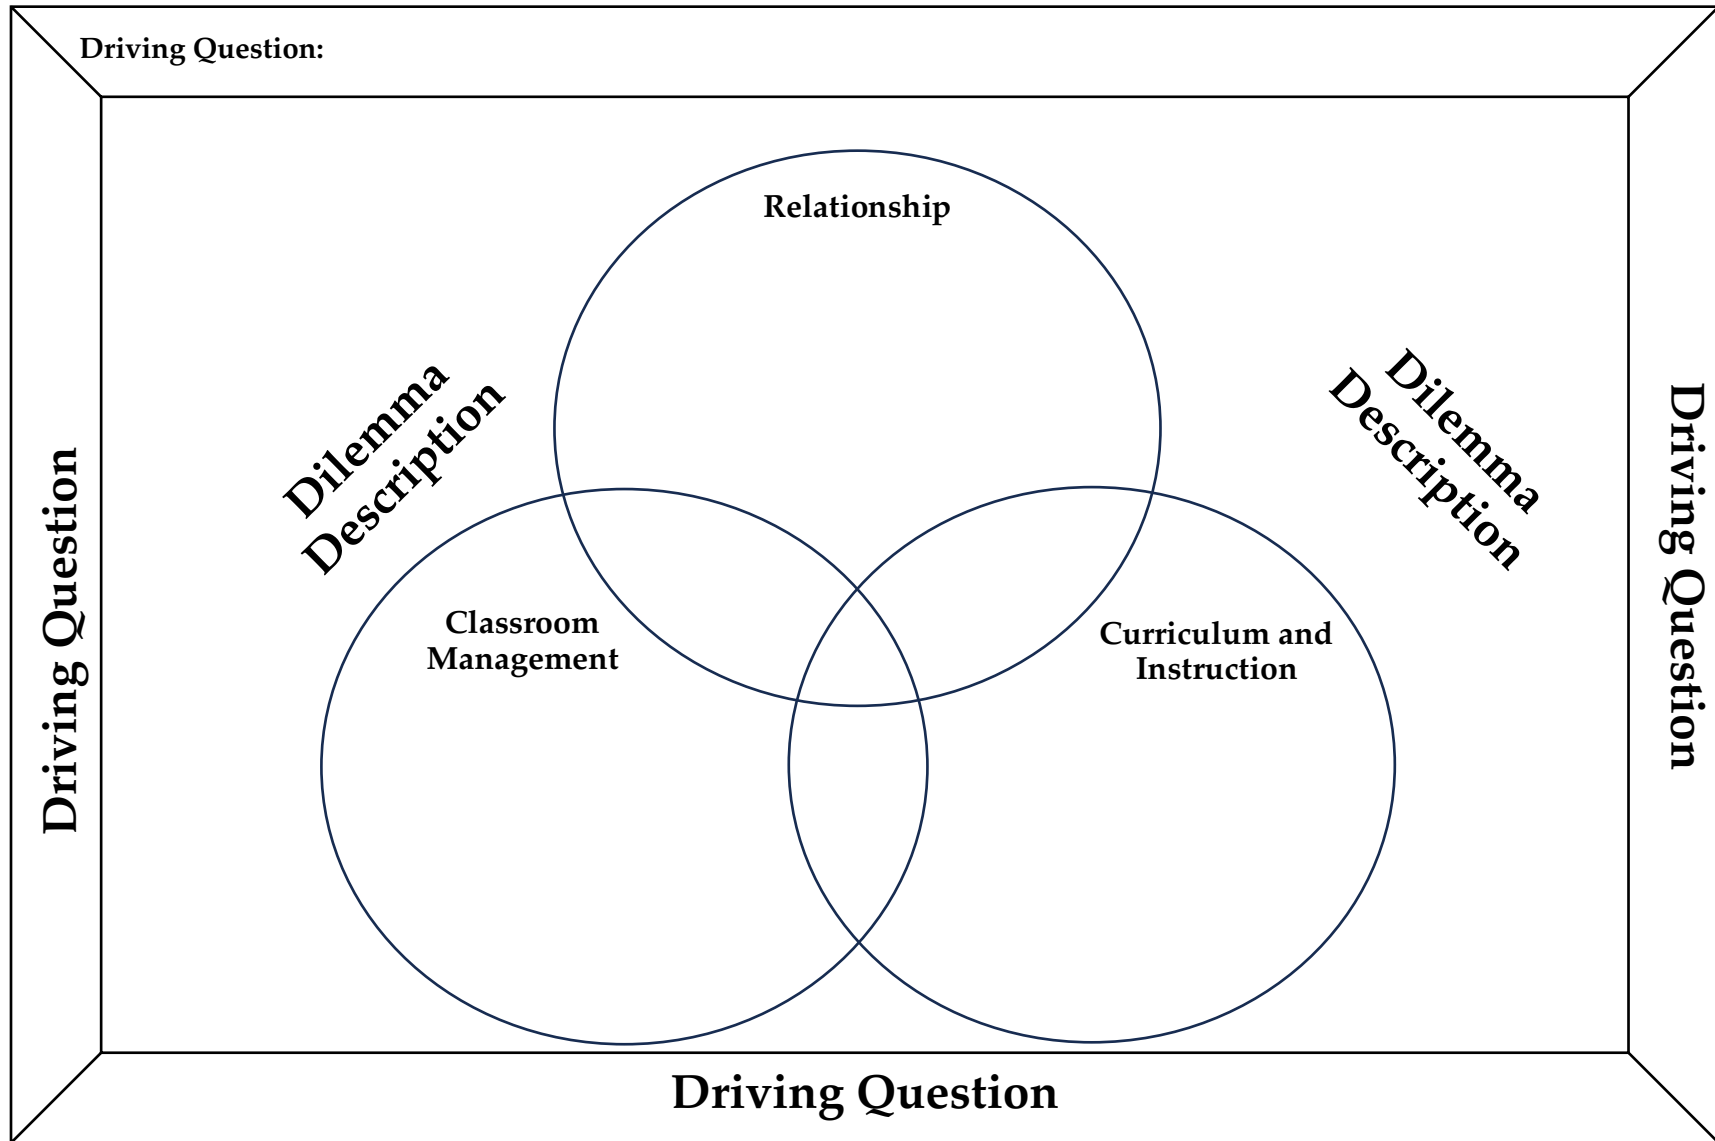 Driving Question:
Relationship
Dilemma
Description
Dilemma
Description
Driving Question
Driving Question
Classroom
Management
Curriculum and
Instruction
Driving Question